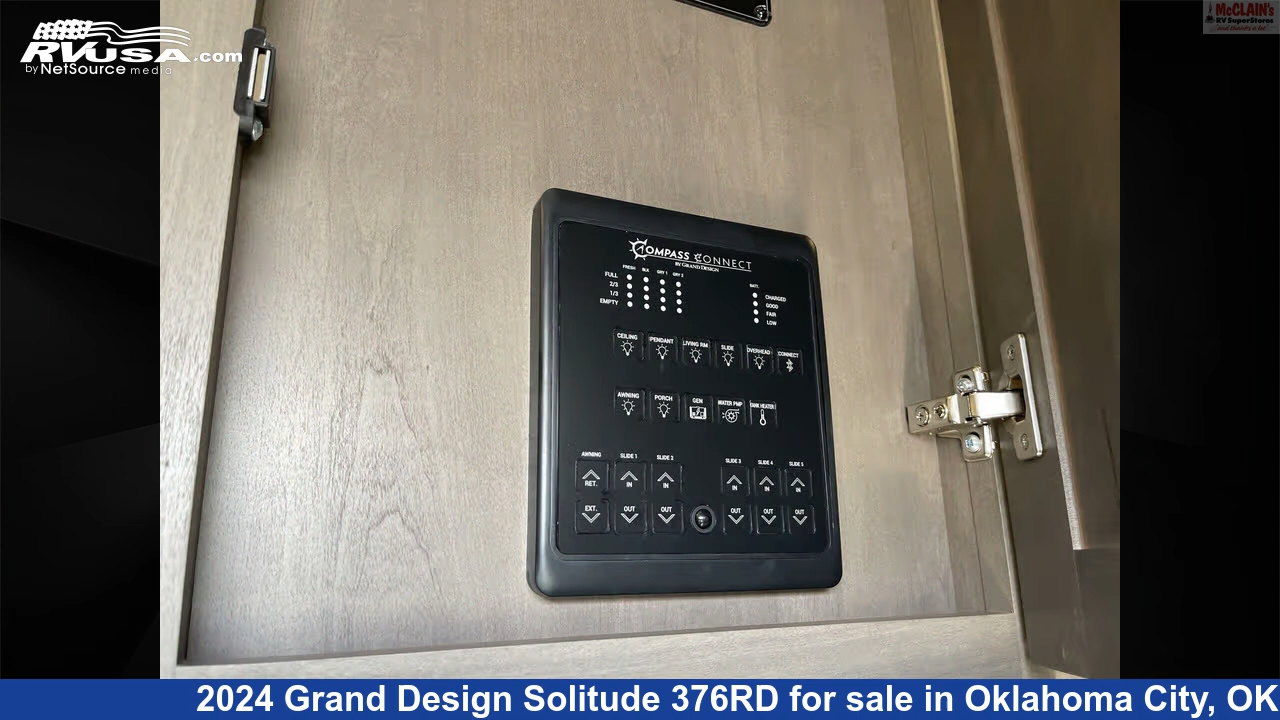 RVUSA.com
by NetSource media
McCLAIN's
RV SuperStores
COMPASS CONNECT
BY GRAND DESIGN
FRESH BLK GRY 1 GRY 2
FULL
2/3
1/3
EMPTY
BATT.
CHARGED
GOOD
FAIR
LOW
CEILING PENDANT LIVING RM SLIDE OVERHEAD CONNECT
AWNING PORCH GEN WATER PMP TANK HEATER
AWNING SLIDE 1 SLIDE 2 SLIDE 3 SLIDE 4 SLIDE 5
RET. IN IN IN IN IN
EXT. OUT OUT OUT OUT OUT
2024 Grand Design Solitude 376RD for sale in Oklahoma City, OK